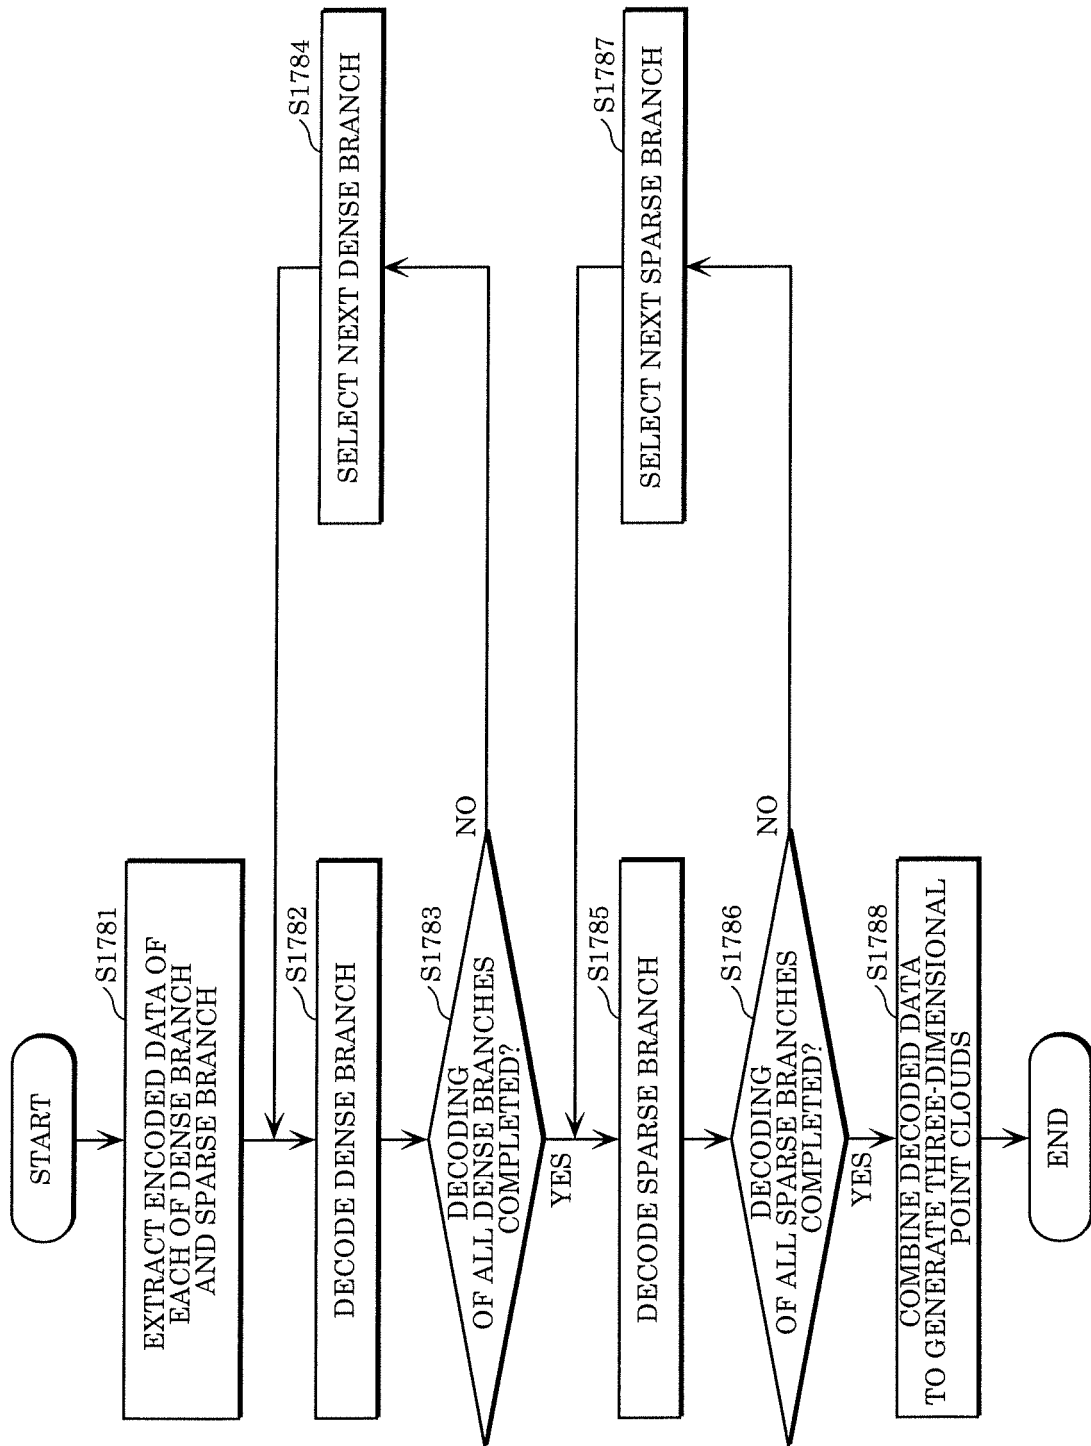 START
S1781
EXTRACT ENCODED DATA OF
EACH OF DENSE BRANCH
AND SPARSE BRANCH
S1782
DECODE DENSE BRANCH
S1783
DECODING
OF ALL DENSE BRANCHES
COMPLETED?
NO
YES
S1784
SELECT NEXT DENSE BRANCH
S1785
DECODE SPARSE BRANCH
S1786
DECODING
OF ALL SPARSE BRANCHES
COMPLETED?
NO
YES
S1787
SELECT NEXT SPARSE BRANCH
S1788
COMBINE DECODED DATA
TO GENERATE THREE-DIMENSIONAL
POINT CLOUDS
END